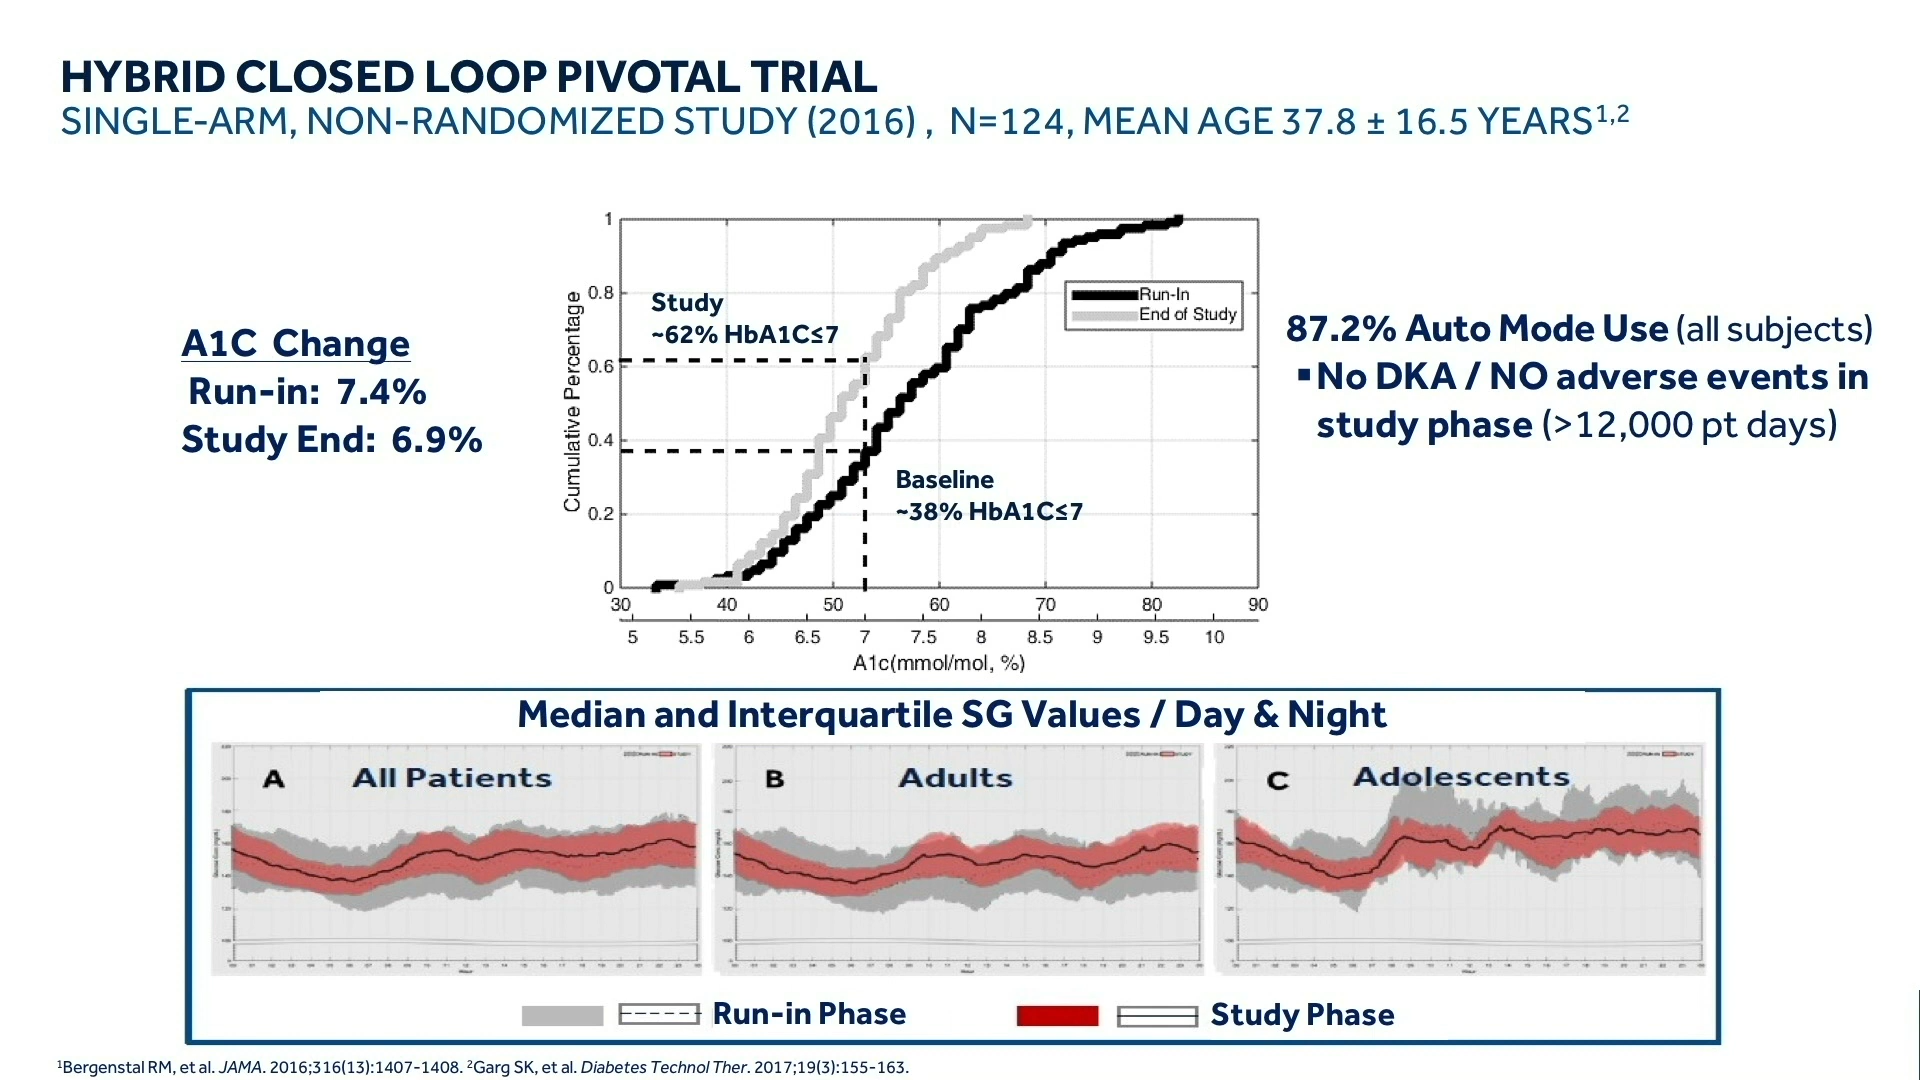 HYBRID CLOSED LOOP PIVOTAL TRIAL
SINGLE-ARM, NON-RANDOMIZED STUDY (2016) , N=124, MEAN AGE 37.8 ± 16.5 YEARS1,2
A1C Change
Run-in: 7.4%
Study End: 6.9%
Cumulative Percentage
1
0.8
0.6
0.4
0.2
0
Study
~62% HbA1C≤7
Run-In
End of Study
Baseline
~38% HbA1C≤7
30 40 50 60 70 80 90
5 5.5 6 6.5 7 7.5 8 8.5 9 9.5 10
A1c(mmol/mol, %)
87.2% Auto Mode Use (all subjects)
▪No DKA / NO adverse events in
study phase (>12,000 pt days)
Median and Interquartile SG Values / Day & Night
A All Patients
B Adults
C Adolescents
Run-in Phase Study Phase
1Bergenstal RM, et al. JAMA. 2016;316(13):1407-1408. 2Garg SK, et al. Diabetes Technol Ther. 2017;19(3):155-163.